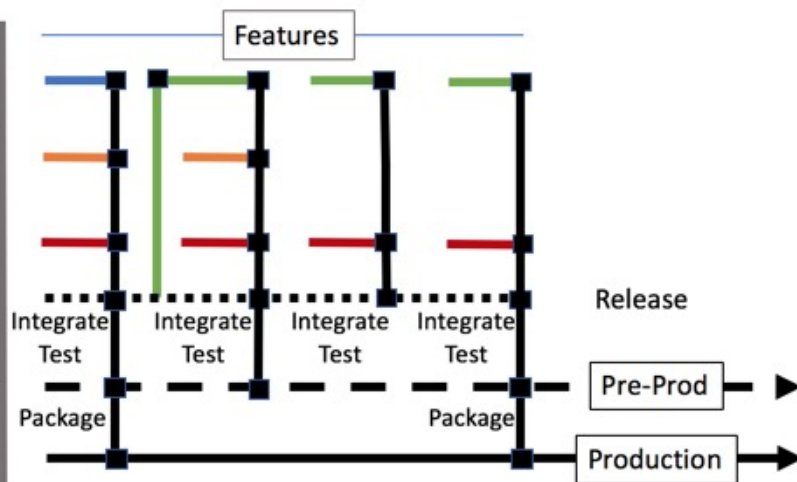 Features
Release
Integrate Integrate Integrate Integrate
Test Test Test Test
Pre-Prod
Package Package
Production